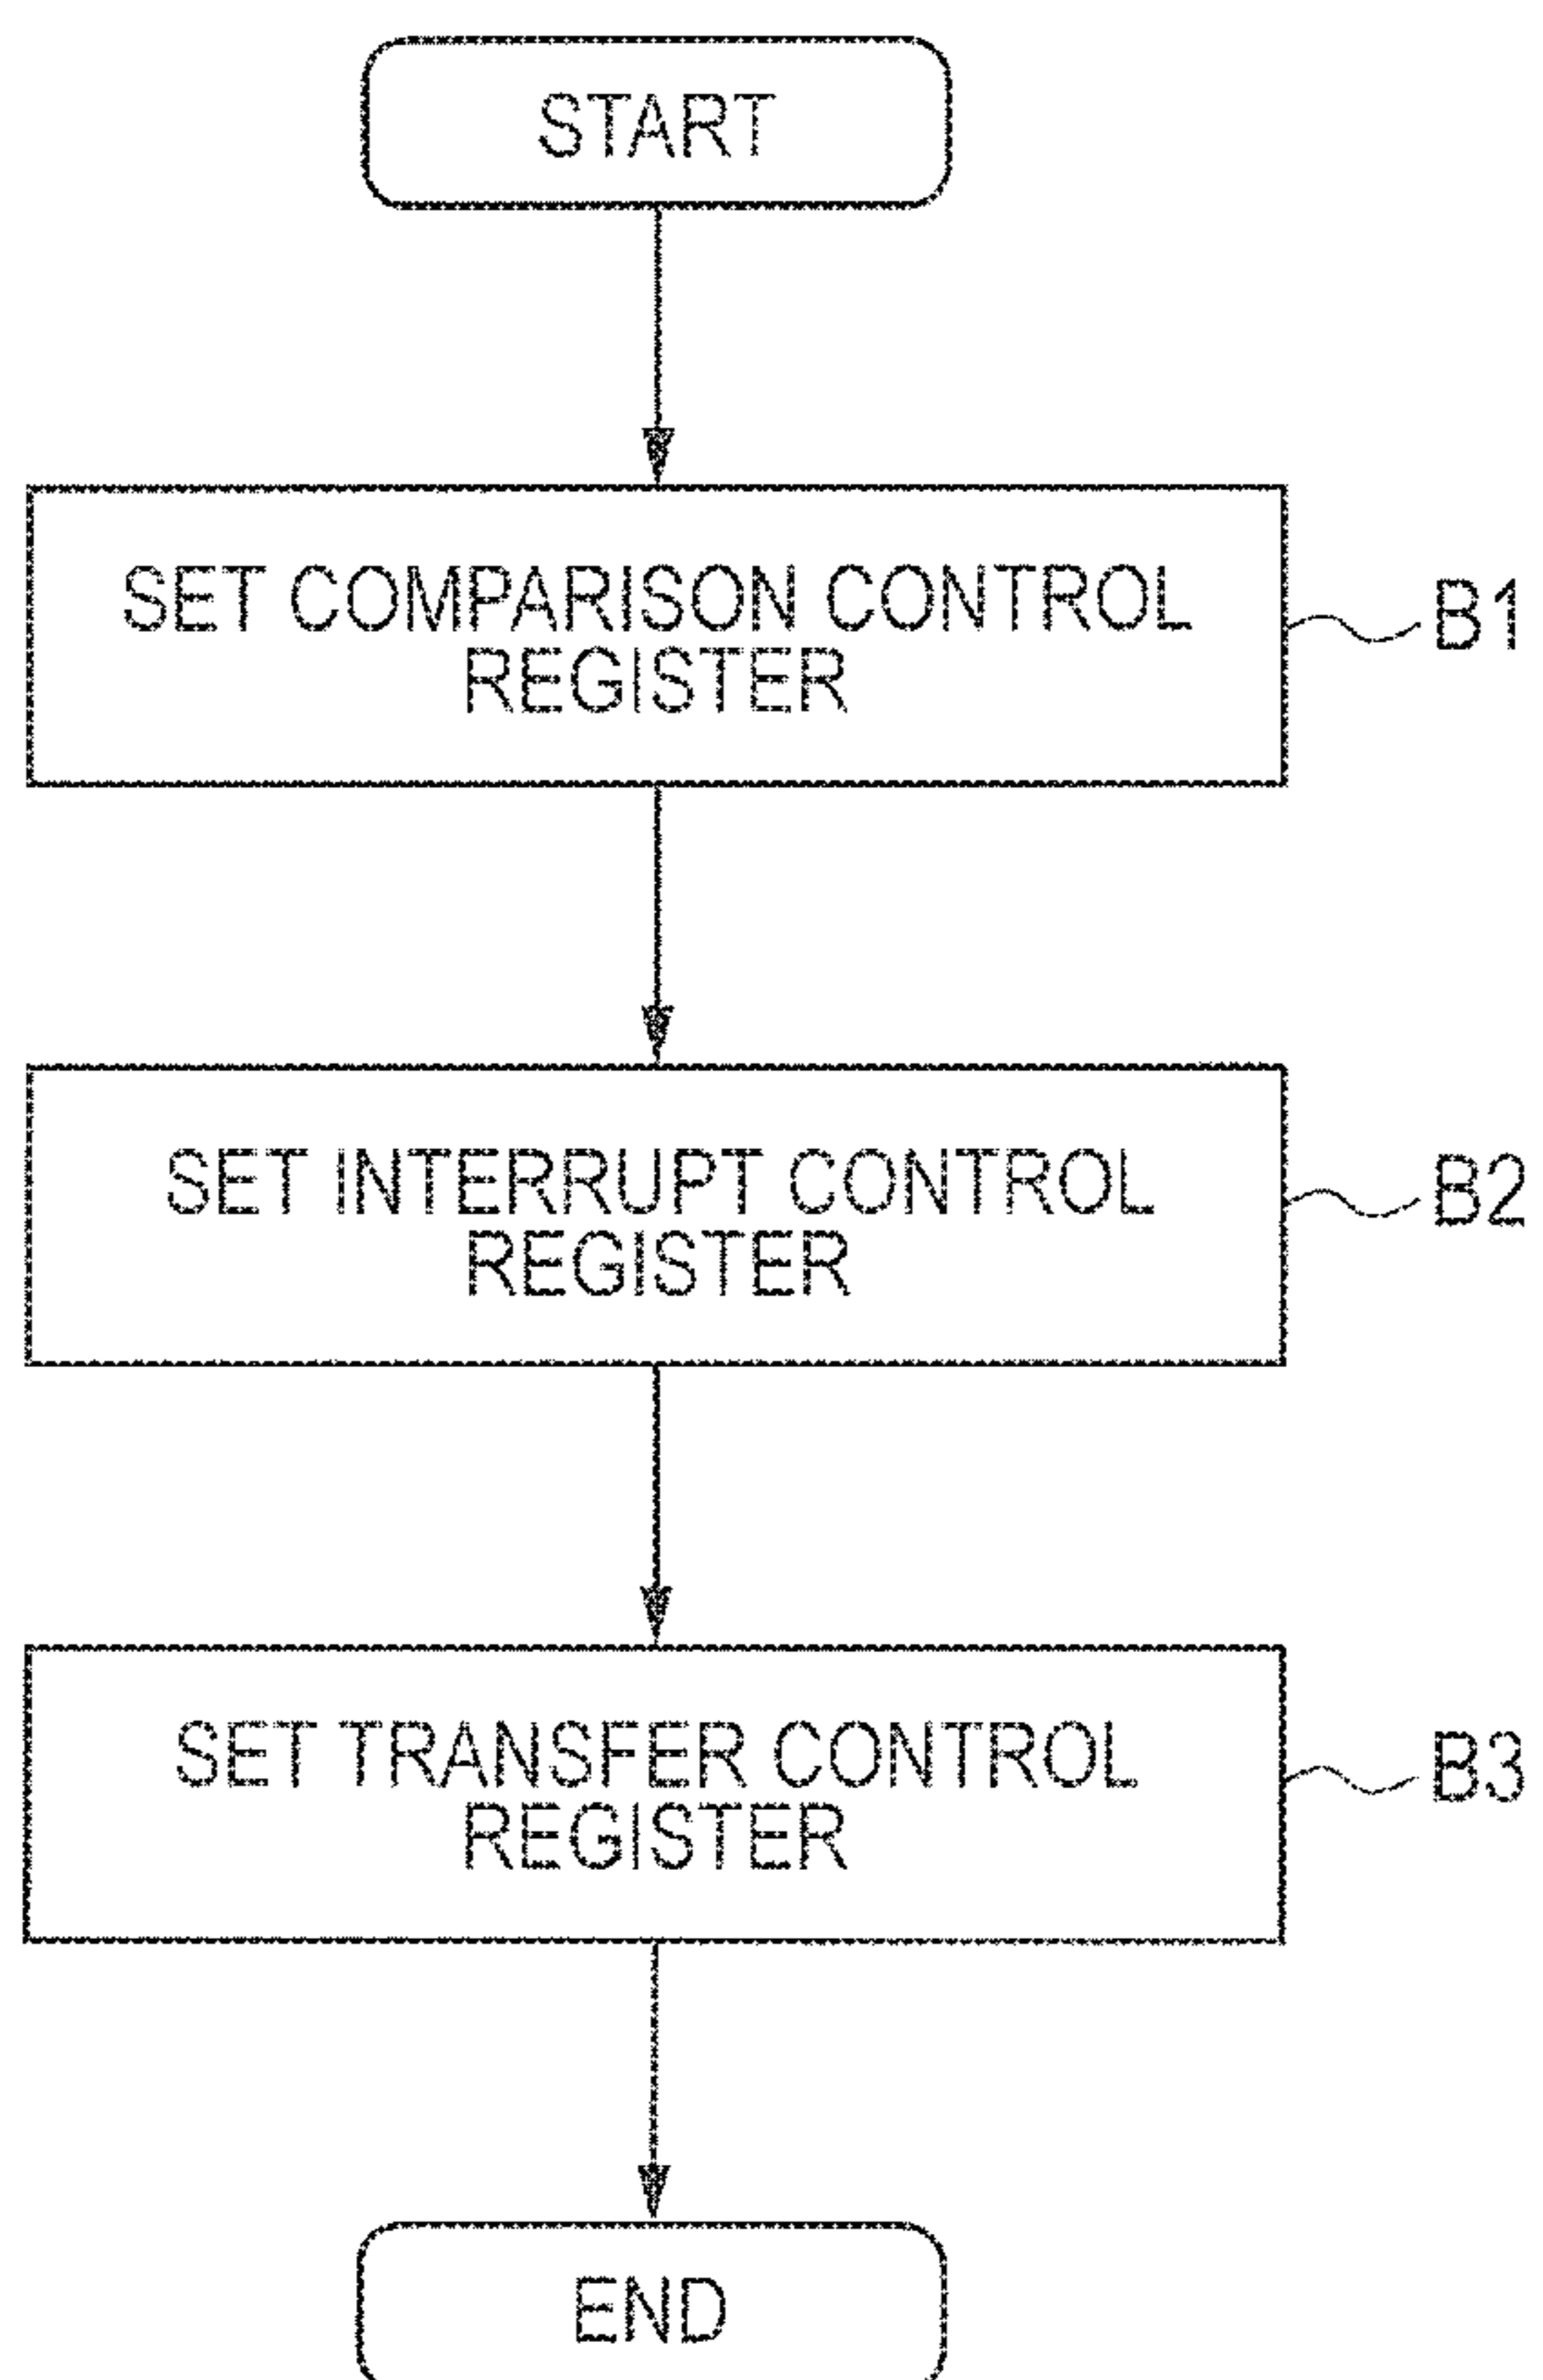 START
SET COMPARISON CONTROL
REGISTER
B1
SET INTERRUPT CONTROL
REGISTER
B2
SET TRANSFER CONTROL
REGISTER
B3
END